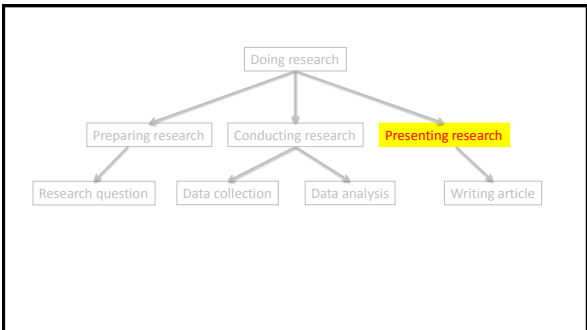 Doing research
Preparing research
Conducting research
Presenting research
Research question
Data collection
Data analysis
Writing article